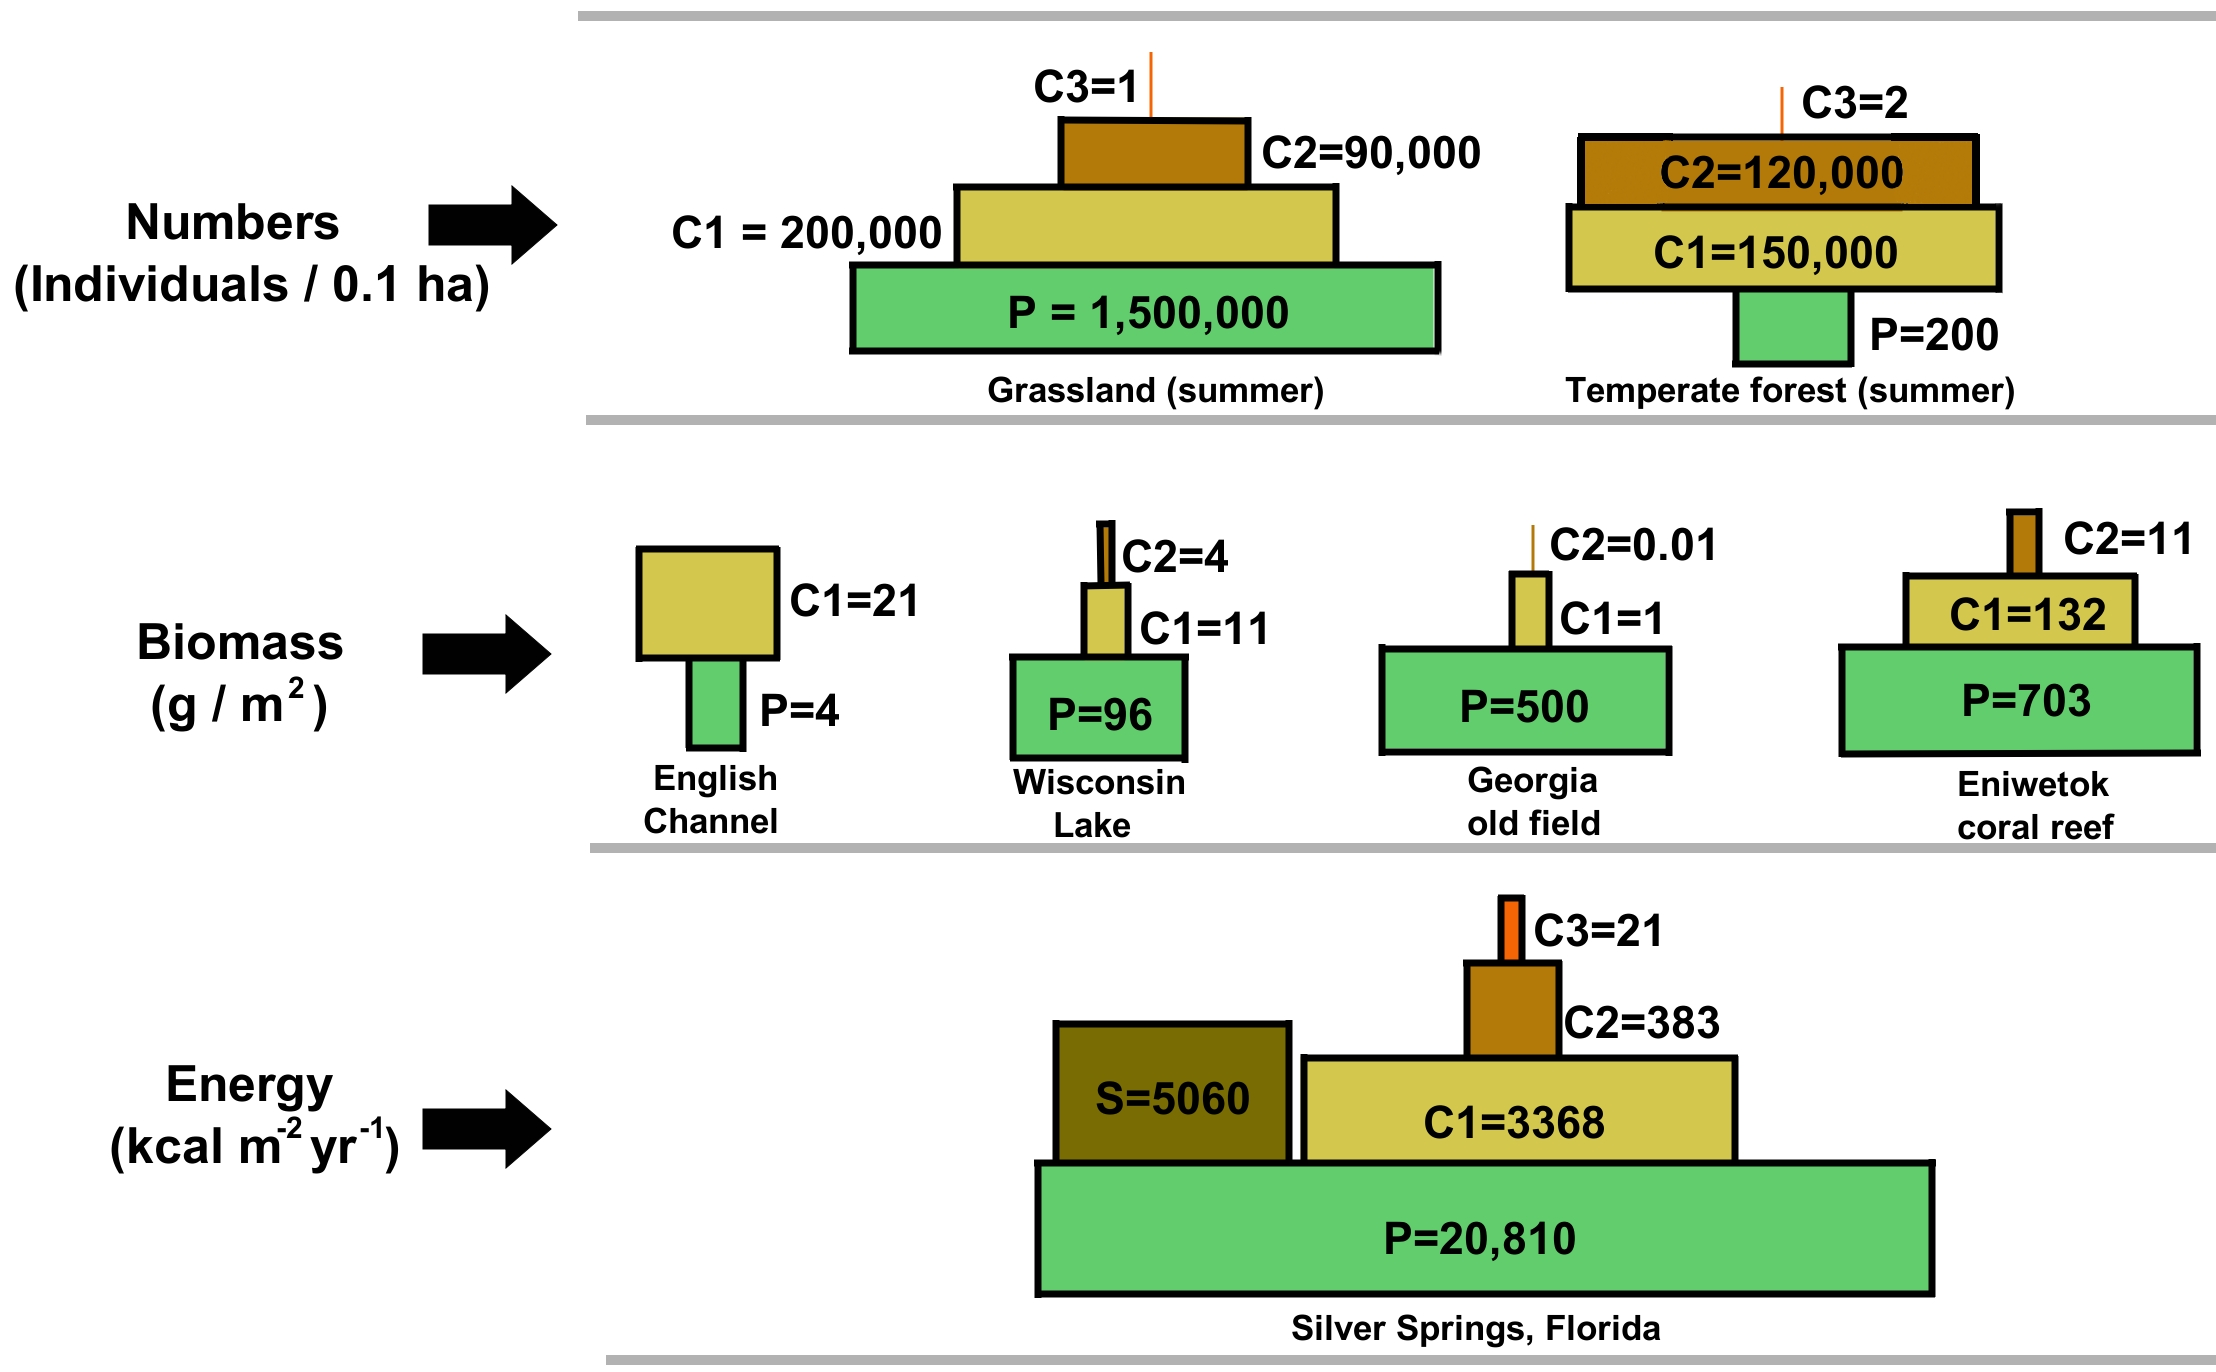 Numbers
(Individuals / 0.1 ha)
C3=1
C2=90,000
C1 = 200,000
P = 1,500,000
Grassland (summer)
C3=2
C2=120,000
C1=150,000
P=200
Temperate forest (summer)
Biomass
(g / m²)
C1=21
P=4
English
Channel
C2=4
C1=11
P=96
Wisconsin
Lake
C2=0.01
C1=1
P=500
Georgia
old field
C2=11
C1=132
P=703
Eniwetok
coral reef
Energy
(kcal m⁻² yr⁻¹)
C3=21
C2=383
S=5060
C1=3368
P=20,810
Silver Springs, Florida